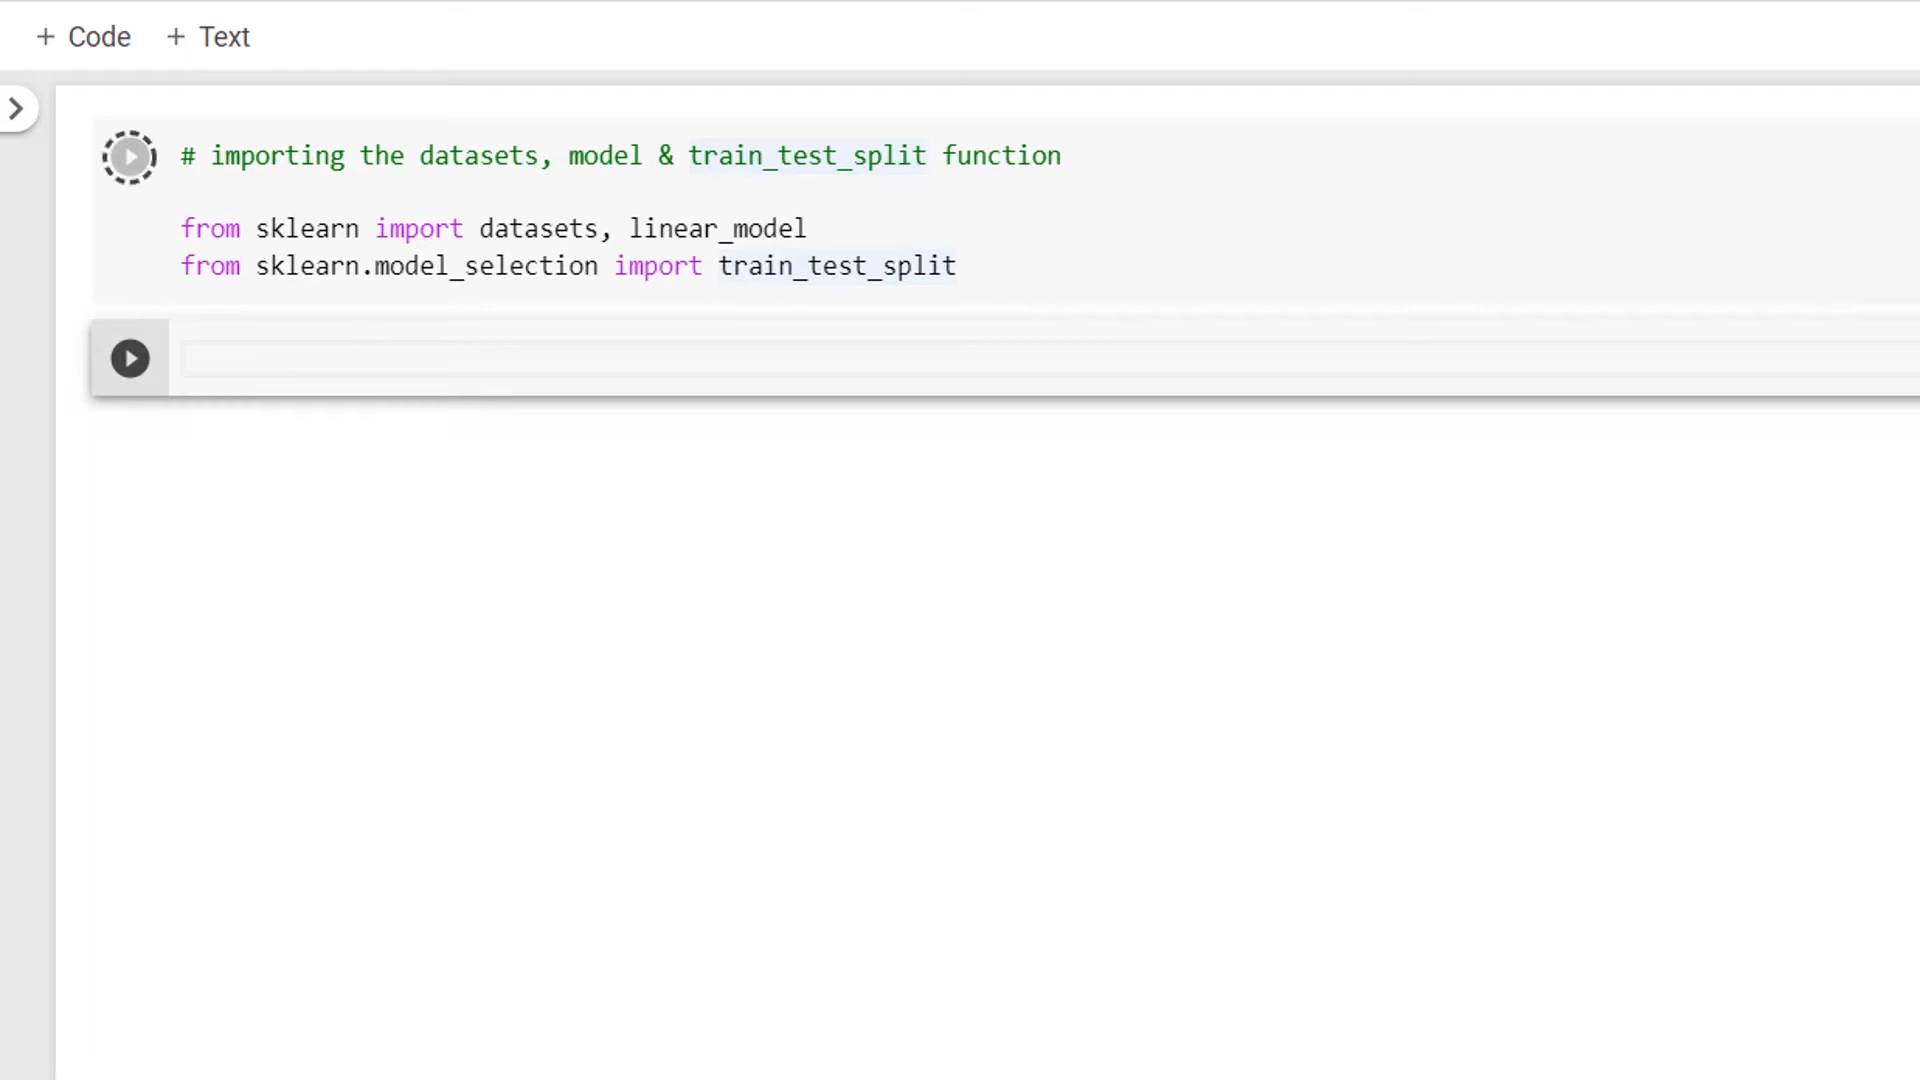 + Code + Text
# importing the datasets, model & train_test_split function
from sklearn import datasets, linear_model
from sklearn.model_selection import train_test_split